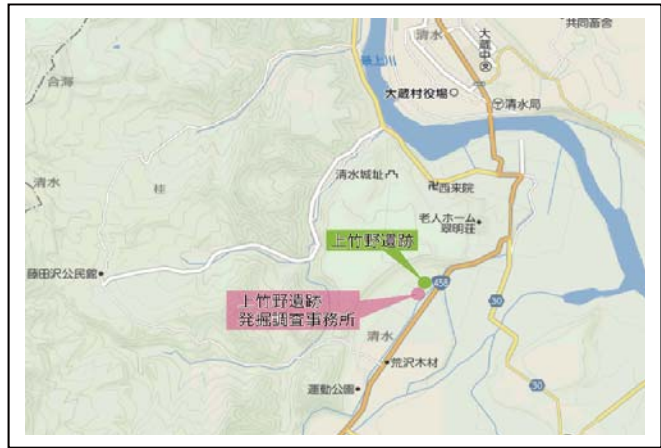 共同畜舎
清水
大蔵中
最上川
合海
大蔵村役場
清水局
清水城址
清水
桂
西来院
老人ホーム
翠明荘
上竹野遺跡
458
藤田沢公民館
30
上竹野遺跡
発掘調査事務所
清水
荒沢木材
30
運動公園